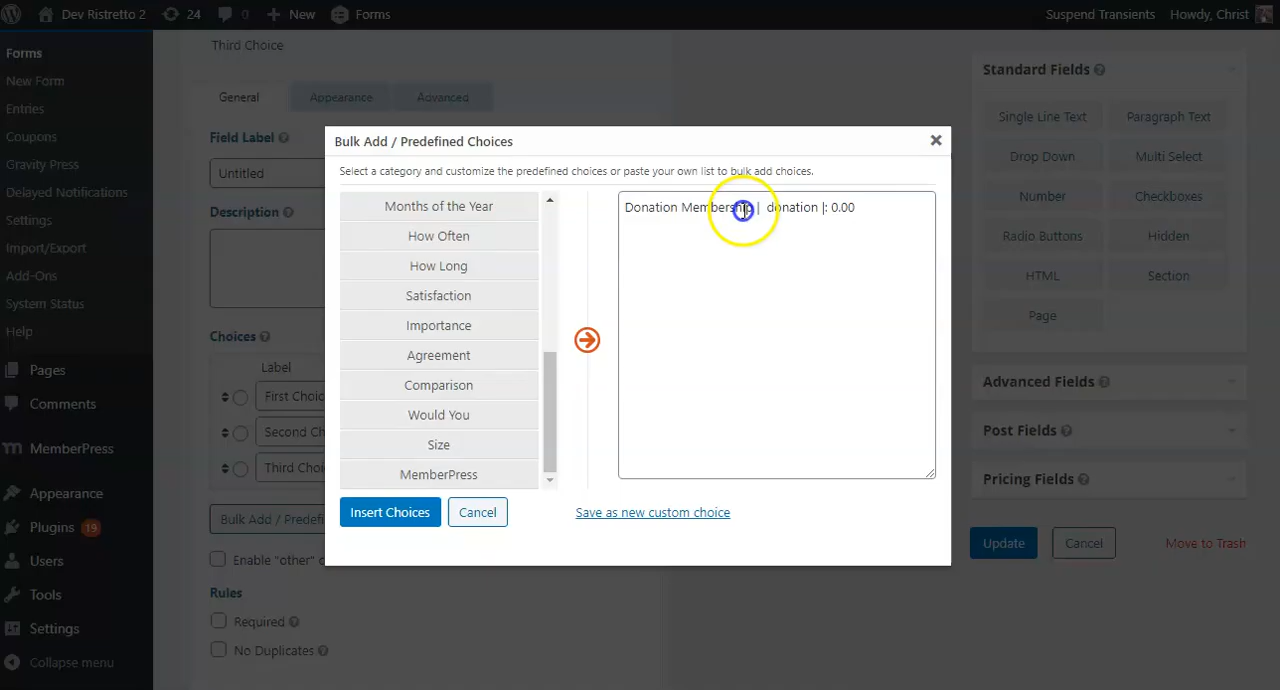 Dev Ristretto 2
24
0
New
Forms
Suspend Transients
Howdy, Christ
Forms
New Form
Entries
Coupons
Gravity Press
Delayed Notifications
Settings
Import/Export
Add-Ons
System Status
Help
Pages
Comments
MemberPress
Appearance
Plugins 19
Users
Tools
Settings
Collapse menu
Third Choice
General
Appearance
Advanced
Field Label
Untitled
Description
Choices
Label
First Choic
Second Ch
Third Choi
Bulk Add / Predefi
Enable "other" c
Rules
Required
No Duplicates
Bulk Add / Predefined Choices
Select a category and customize the predefined choices or paste your own list to bulk add choices.
Months of the Year
How Often
How Long
Satisfaction
Importance
Agreement
Comparison
Would You
Size
MemberPress
Donation Membership | donation |: 0.00
Insert Choices
Cancel
Save as new custom choice
Standard Fields
Single Line Text
Paragraph Text
Drop Down
Multi Select
Number
Checkboxes
Radio Buttons
Hidden
HTML
Section
Page
Advanced Fields
Post Fields
Pricing Fields
Update
Cancel
Move to Trash